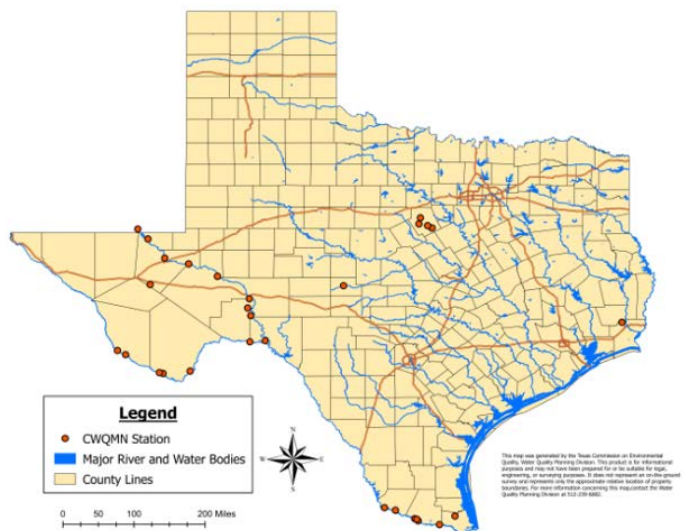 Legend
CWQMN Station
Major River and Water Bodies
County Lines
0 50 100 200 Miles
N
W E
S
This map was generated by the Texas Commission on Environmental
Quality, Water Quality Planning Division. This product is for informational
purposes and may not have been prepared for or be suitable for legal,
engineering, or surveying purposes. It does not represent an on-the-ground
survey and represents only the approximate relative location of property
boundaries. For more information concerning this map, contact the Water
Quality Planning Division at 512-239-6682.